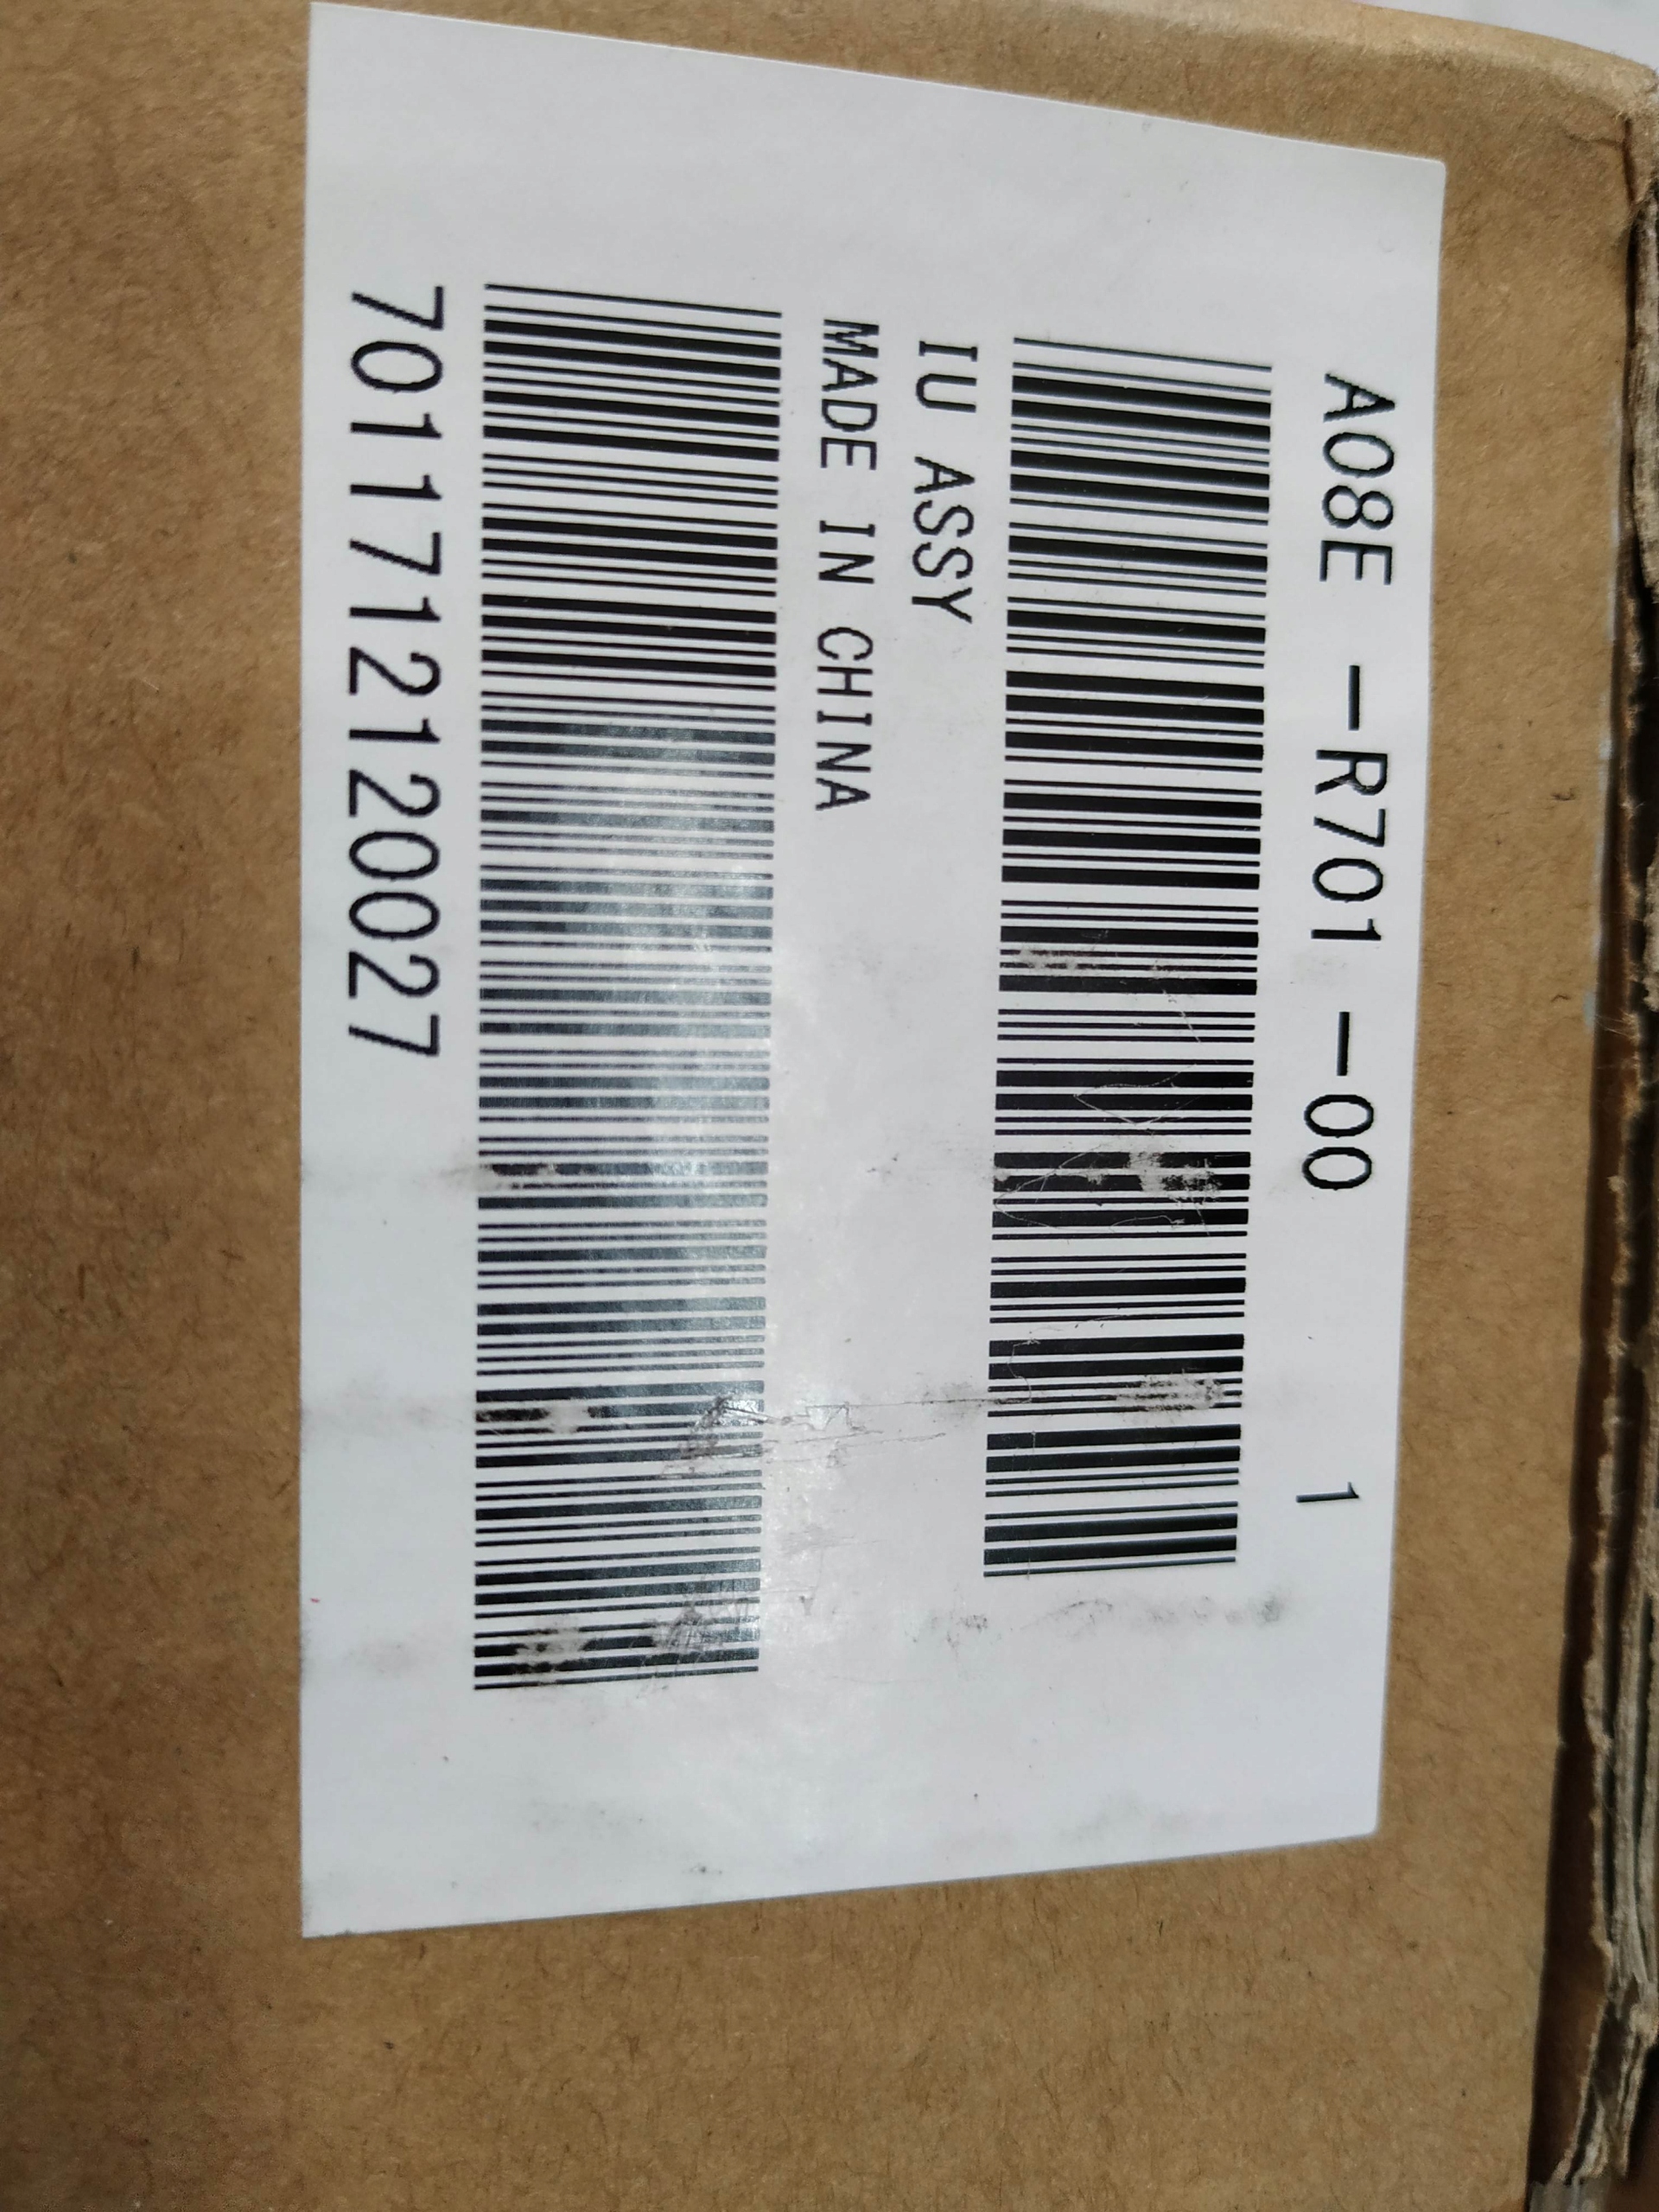 A08E -R701 -00 1
IU ASSY
MADE IN CHINA
7011712120027